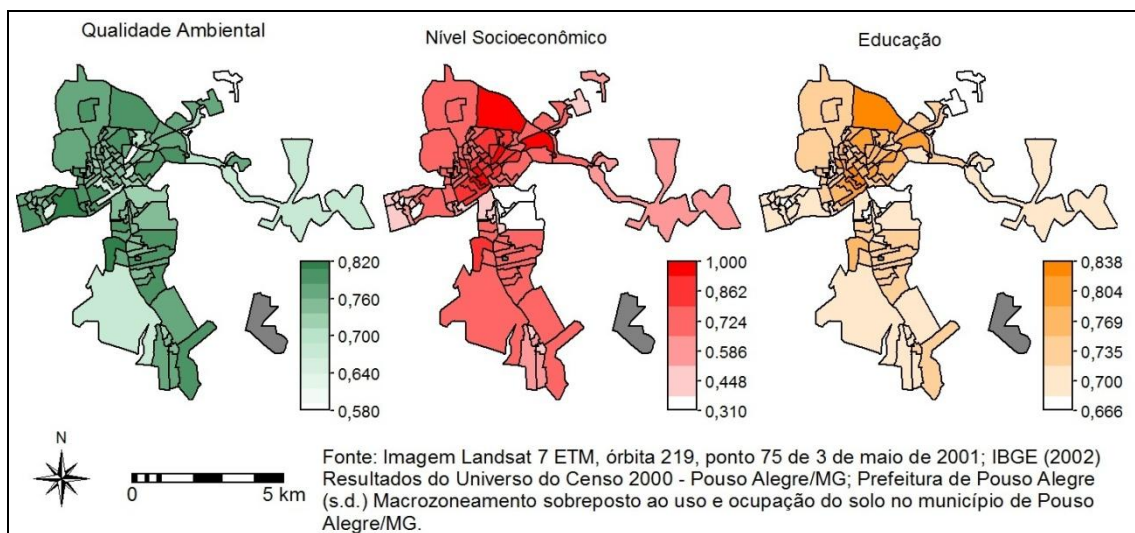 Qualidade Ambiental
Nível Socioeconômico
Educação
0,820
0,760
0,700
0,640
0,580
1,000
0,862
0,724
0,586
0,448
0,310
0,838
0,804
0,769
0,735
0,700
0,666
N
0
5 km
Fonte: Imagem Landsat 7 ETM, órbita 219, ponto 75 de 3 de maio de 2001; IBGE (2002)
Resultados do Universo do Censo 2000 - Pouso Alegre/MG; Prefeitura de Pouso Alegre
(s.d.) Macrozoneamento sobreposto ao uso e ocupação do solo no município de Pouso
Alegre/MG.